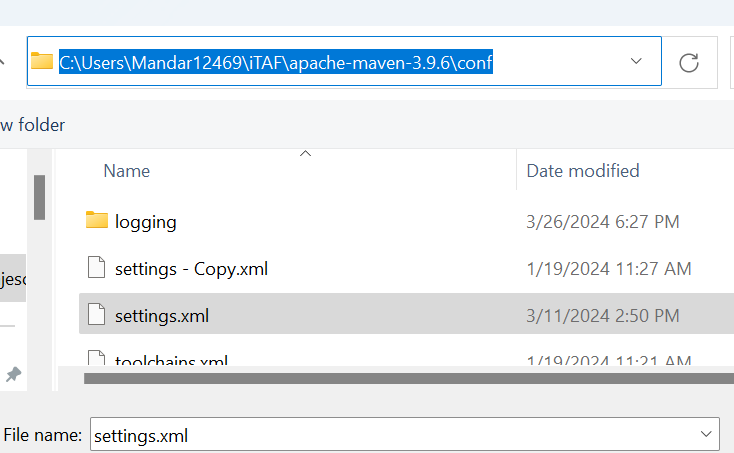 C:\Users\Mandar12469\iTAF\apache-maven-3.9.6\conf
w folder
Name Date modified
logging 3/26/2024 6:27 PM
settings - Copy.xml 1/19/2024 11:27 AM
jesc
settings.xml 3/11/2024 2:50 PM
toolchains.xml 1/19/2024 11:21 AM
File name: settings.xml